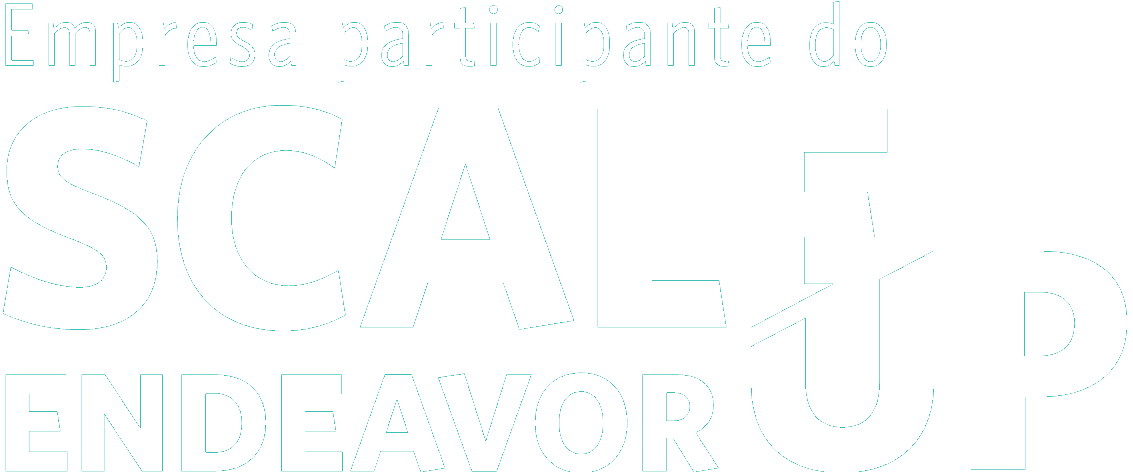 Empresa participante do
SCALE
UP
ENDEAVOR